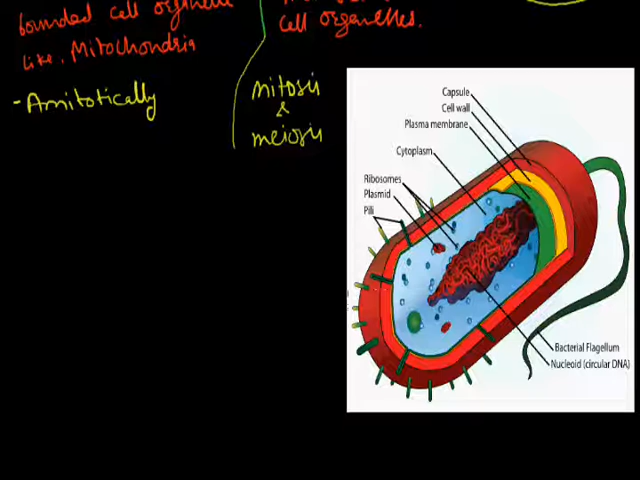 bounded cell organelle
like. Mitochondria
cell organelles.
- Amitotically
mitosis
&
meiosis
Capsule
Cell wall
Plasma membrane
Cytoplasm
Ribosomes
Plasmid
Pili
Bacterial Flagellum
Nucleoid (circular DNA)